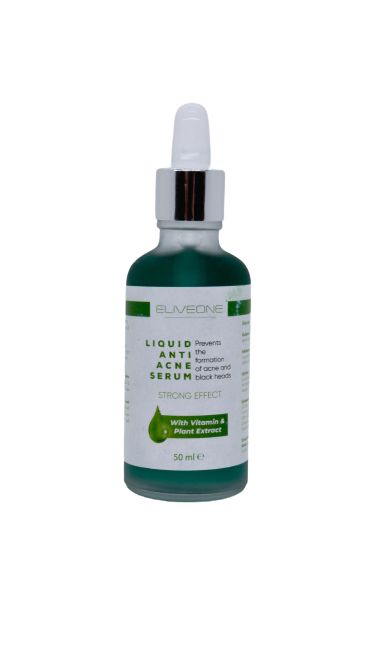 ELIVEONE
LIQUID
ANTI
ACNE
SERUM
Prevents
the
formation
of acne and
black heads
STRONG EFFECT
With Vitamin &
Plant Extract
50 ml ℮